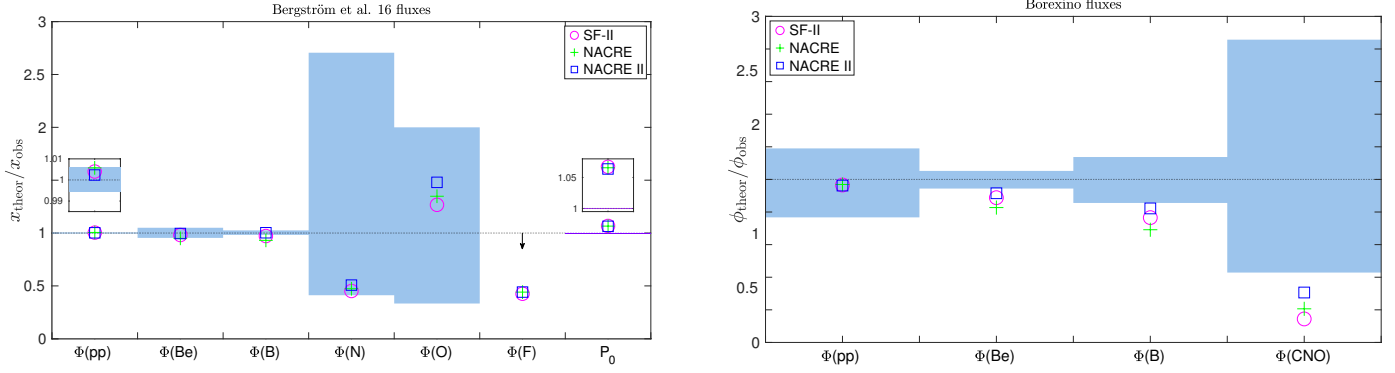 Bergström et al. 16 fluxes
x_theor/x_obs
3
2.5
2
1.5
1
0.5
0
SF-II
NACRE
NACRE II
1.01
1
0.99
1.05
1
Φ(pp) Φ(Be) Φ(B) Φ(N) Φ(O) Φ(F) P_0
Borexino fluxes
ϕ_theor/ϕ_obs
3
2.5
2
1.5
1
0.5
0
SF-II
NACRE
NACRE II
Φ(pp) Φ(Be) Φ(B) Φ(CNO)